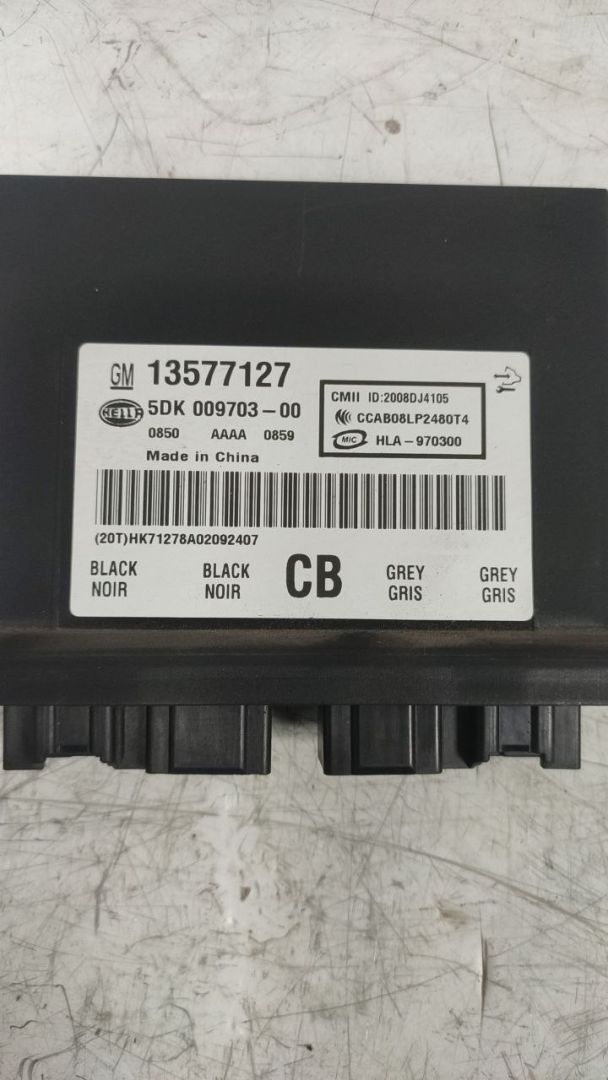 GM 13577127
HELLA 5DK 009703-00
0850 AAAA 0859
Made in China
CMII ID:2008DJ4105
CCAB08LP2480T4
MIC HLA-970300
(20T)HK71278A02092407
BLACK NOIR
BLACK NOIR
CB
GREY GRIS
GREY GRIS